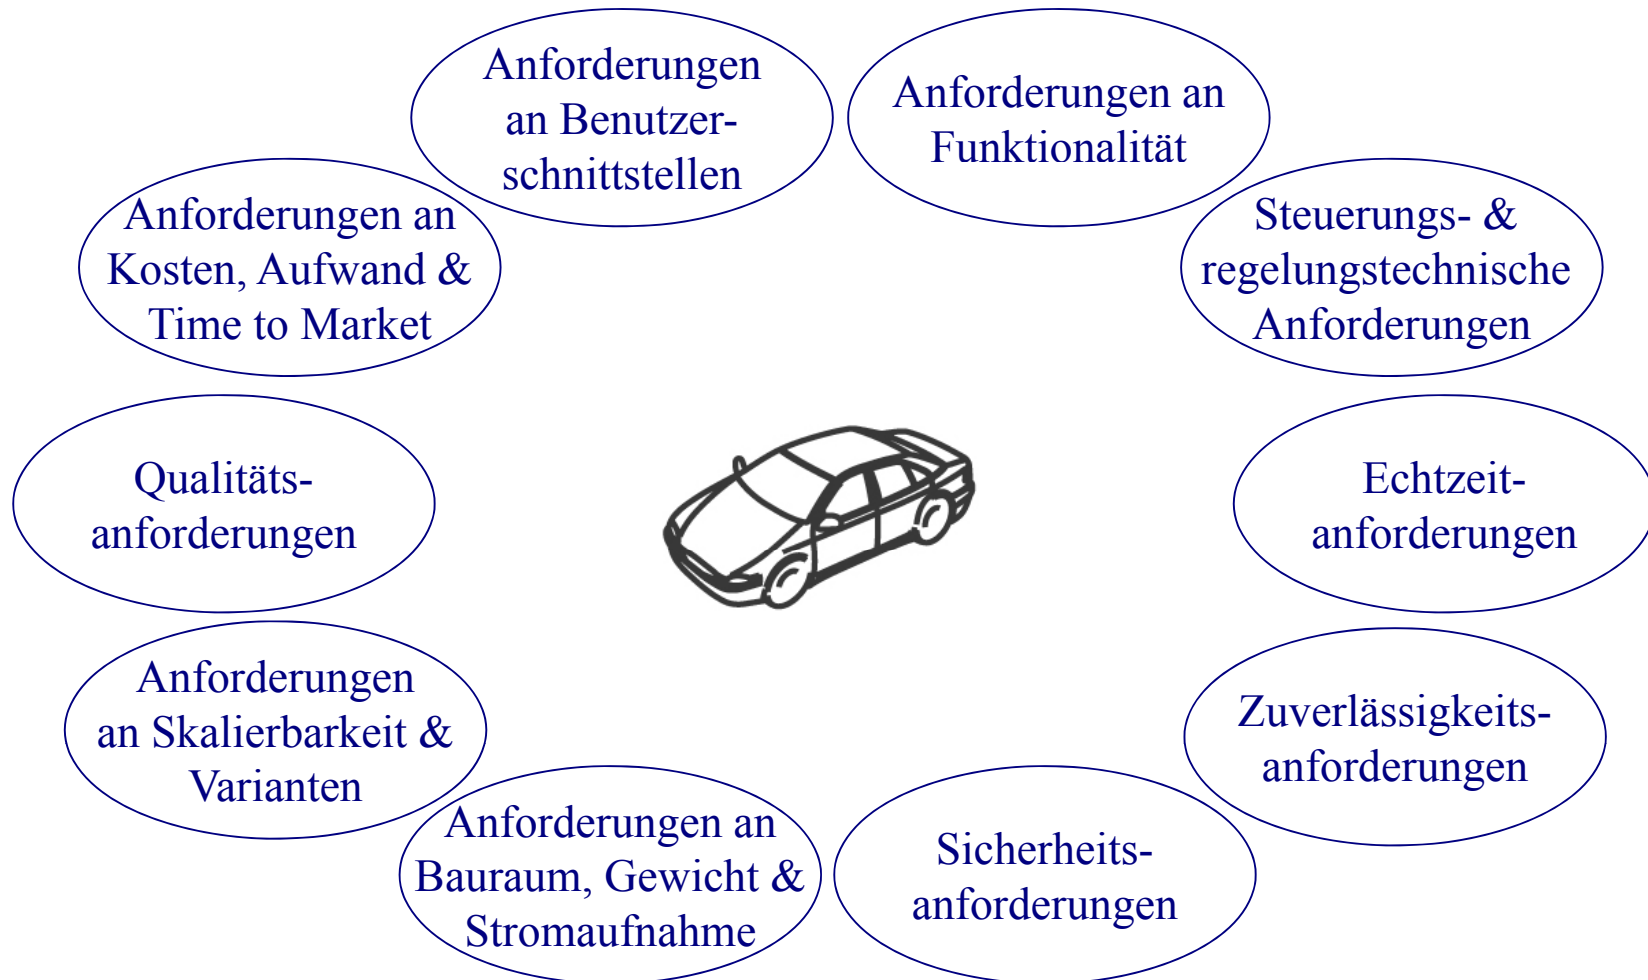 Anforderungen
an Benutzer-
schnittstellen
Anforderungen an
Funktionalität
Anforderungen an
Kosten, Aufwand &
Time to Market
Steuerungs- &
regelungstechnische
Anforderungen
Qualitäts-
anforderungen
Echtzeit-
anforderungen
Anforderungen
an Skalierbarkeit &
Varianten
Zuverlässigkeits-
anforderungen
Anforderungen an
Bauraum, Gewicht &
Stromaufnahme
Sicherheits-
anforderungen